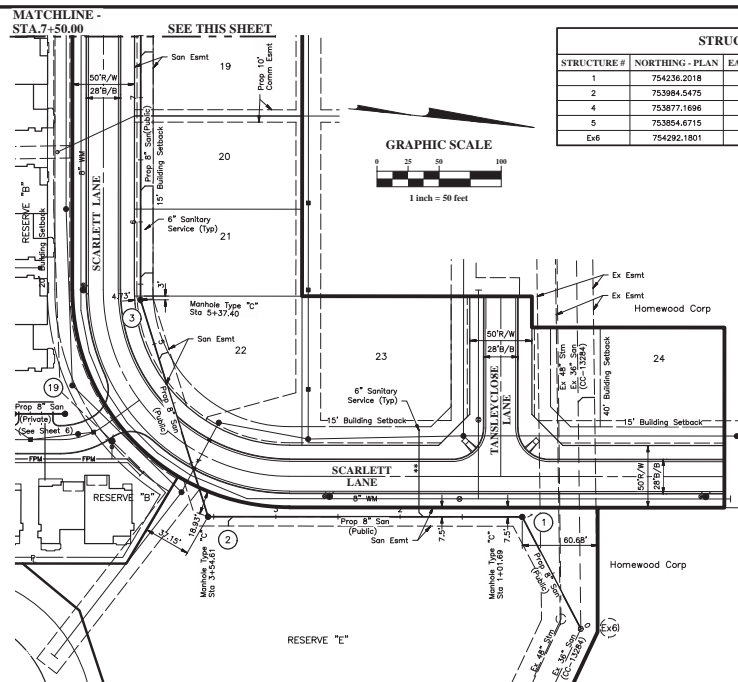 MATCHLINE -
STA.7+50.00
SEE THIS SHEET
STRUC
STRUCTURE # NORTHING - PLAN EA
1 754236.2018
2 753984.5475
4 753877.1696
5 753854.6715
Ex6 754292.1801
San Esmt
19
Prop 10'
Comm Esmt
50'R/W
28'B/B
7
Prop 8" San(Public)
15' Building Setback
8" WM
SCARLETT LANE
RESERVE "B"
20' Building Setback
20
GRAPHIC SCALE
0 25 50 100
1 inch = 50 feet
6
6" Sanitary
Service (Typ)
21
4.73'
3'
Manhole Type "C"
Sta 5+37.40
3
San Esmt
5
22
Prop 8" San
(Public)
19
Prop 8" San
(Private)
(See Sheet 6)
FPM
FPM
RESERVE "B"
23
6" Sanitary
Service (Typ)
15' Building Setback
**
50'R/W
28'B/B
TANSLEYCLOSE
LANE
Ex Esmt
Ex Esmt
Homewood Corp
Ex 48" Stm
Ex 36" San
(CC-13284)
40' Building Setback
24
15' Building Setback
50'R/W
28'B/B
SCARLETT
LANE
8" WM
3
2
Prop 8" San
(Public)
San Esmt
7.5'
7.5'
18.93'
37.15'
2
Manhole Type "C"
Sta 3+54.61
Manhole Type "C"
Sta 1+01.69
1
60.68'
Prop 8" San
(Public)
Homewood Corp
0
Ex6
Ex 48" Stm
Ex 36" San
(CC-13284)
RESERVE "E"